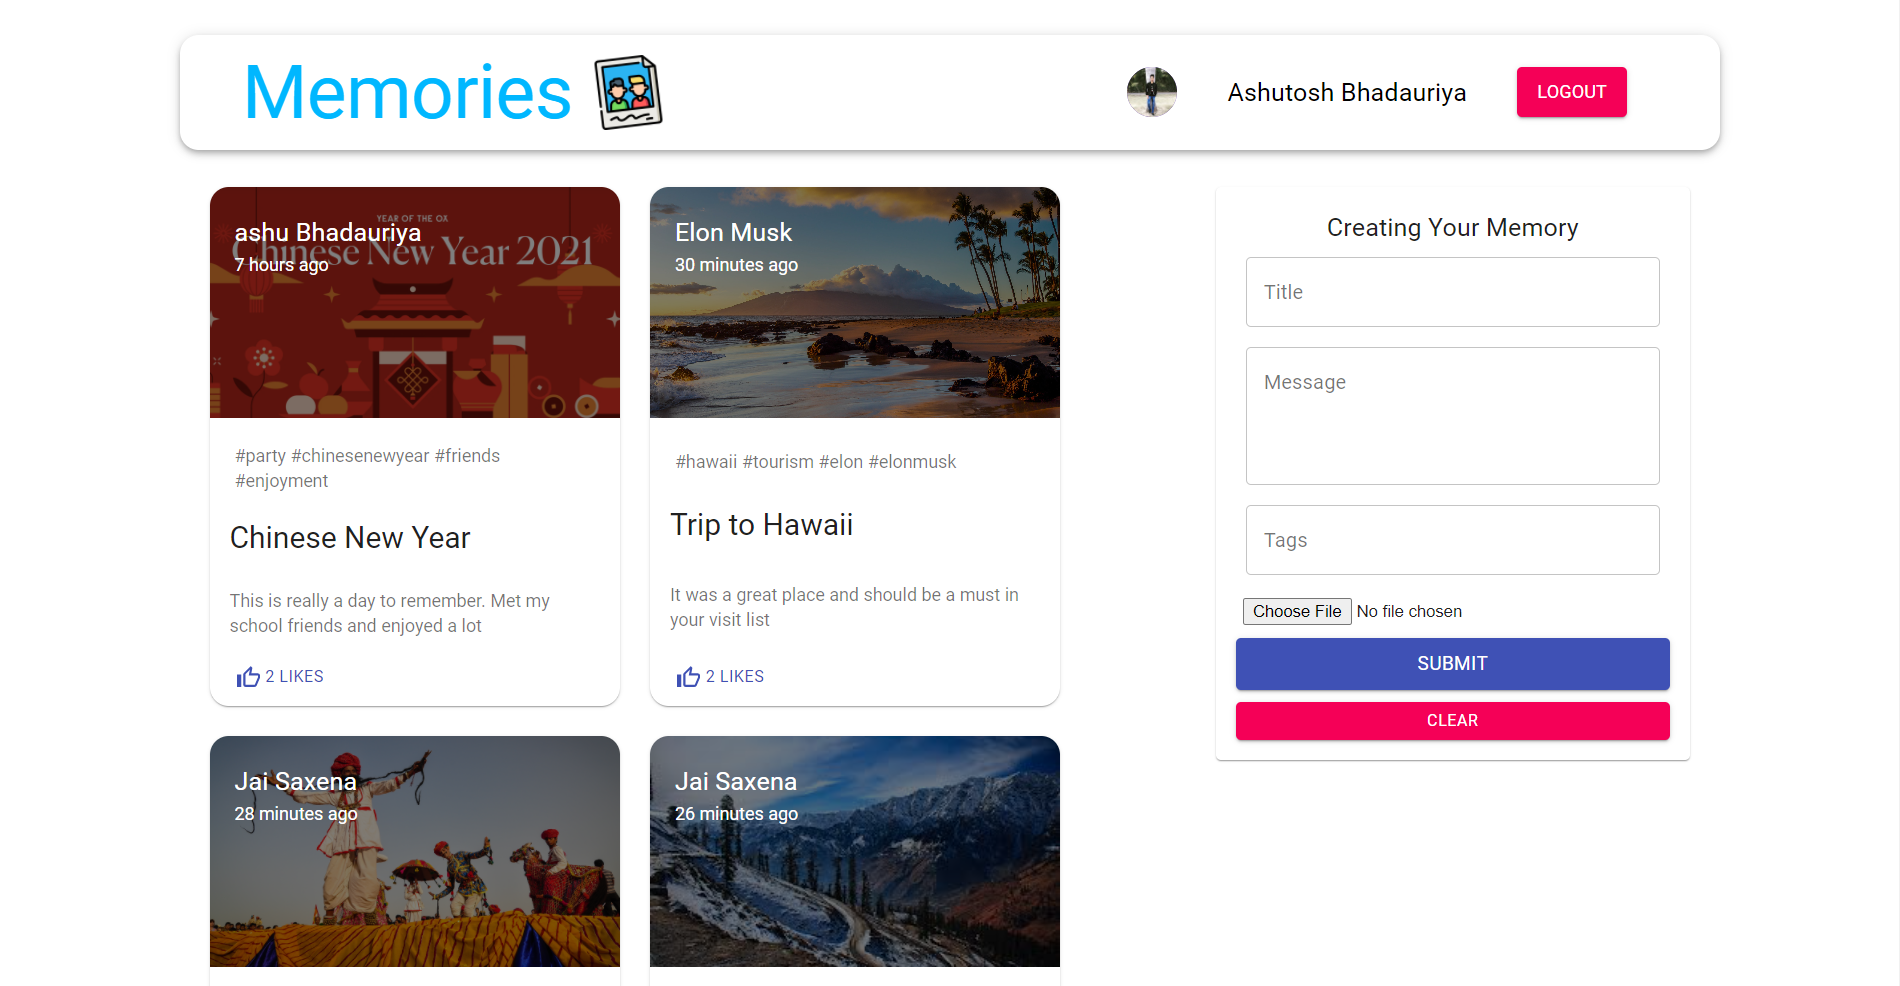 Memories
Ashutosh Bhadauriya
LOGOUT
YEAR OF THE OX
Chinese New Year 2021
ashu Bhadauriya
7 hours ago
#party #chinesenewyear #friends
#enjoyment
Chinese New Year
This is really a day to remember. Met my
school friends and enjoyed a lot
2 LIKES
Elon Musk
30 minutes ago
#hawaii #tourism #elon #elonmusk
Trip to Hawaii
It was a great place and should be a must in
your visit list
2 LIKES
Jai Saxena
28 minutes ago
Jai Saxena
26 minutes ago
Creating Your Memory
Title
Message
Tags
Choose File No file chosen
SUBMIT
CLEAR